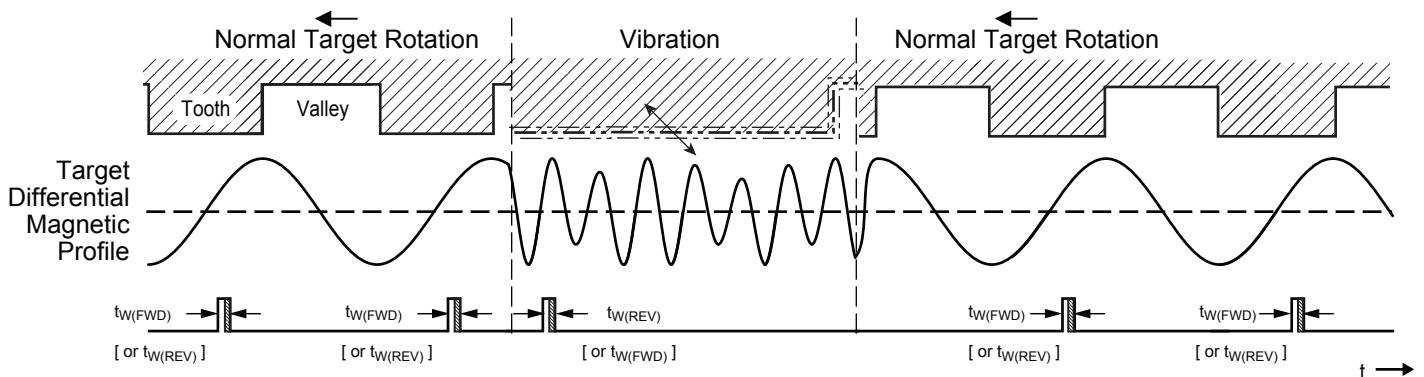 Normal Target Rotation
Vibration
Normal Target Rotation
Tooth
Valley
Target
Differential
Magnetic
Profile
tW(FWD)
tW(FWD)
tW(REV)
tW(FWD)
tW(FWD)
[ or tW(REV) ]
[ or tW(REV) ]
[ or tW(FWD) ]
[ or tW(REV) ]
[ or tW(REV) ]
t